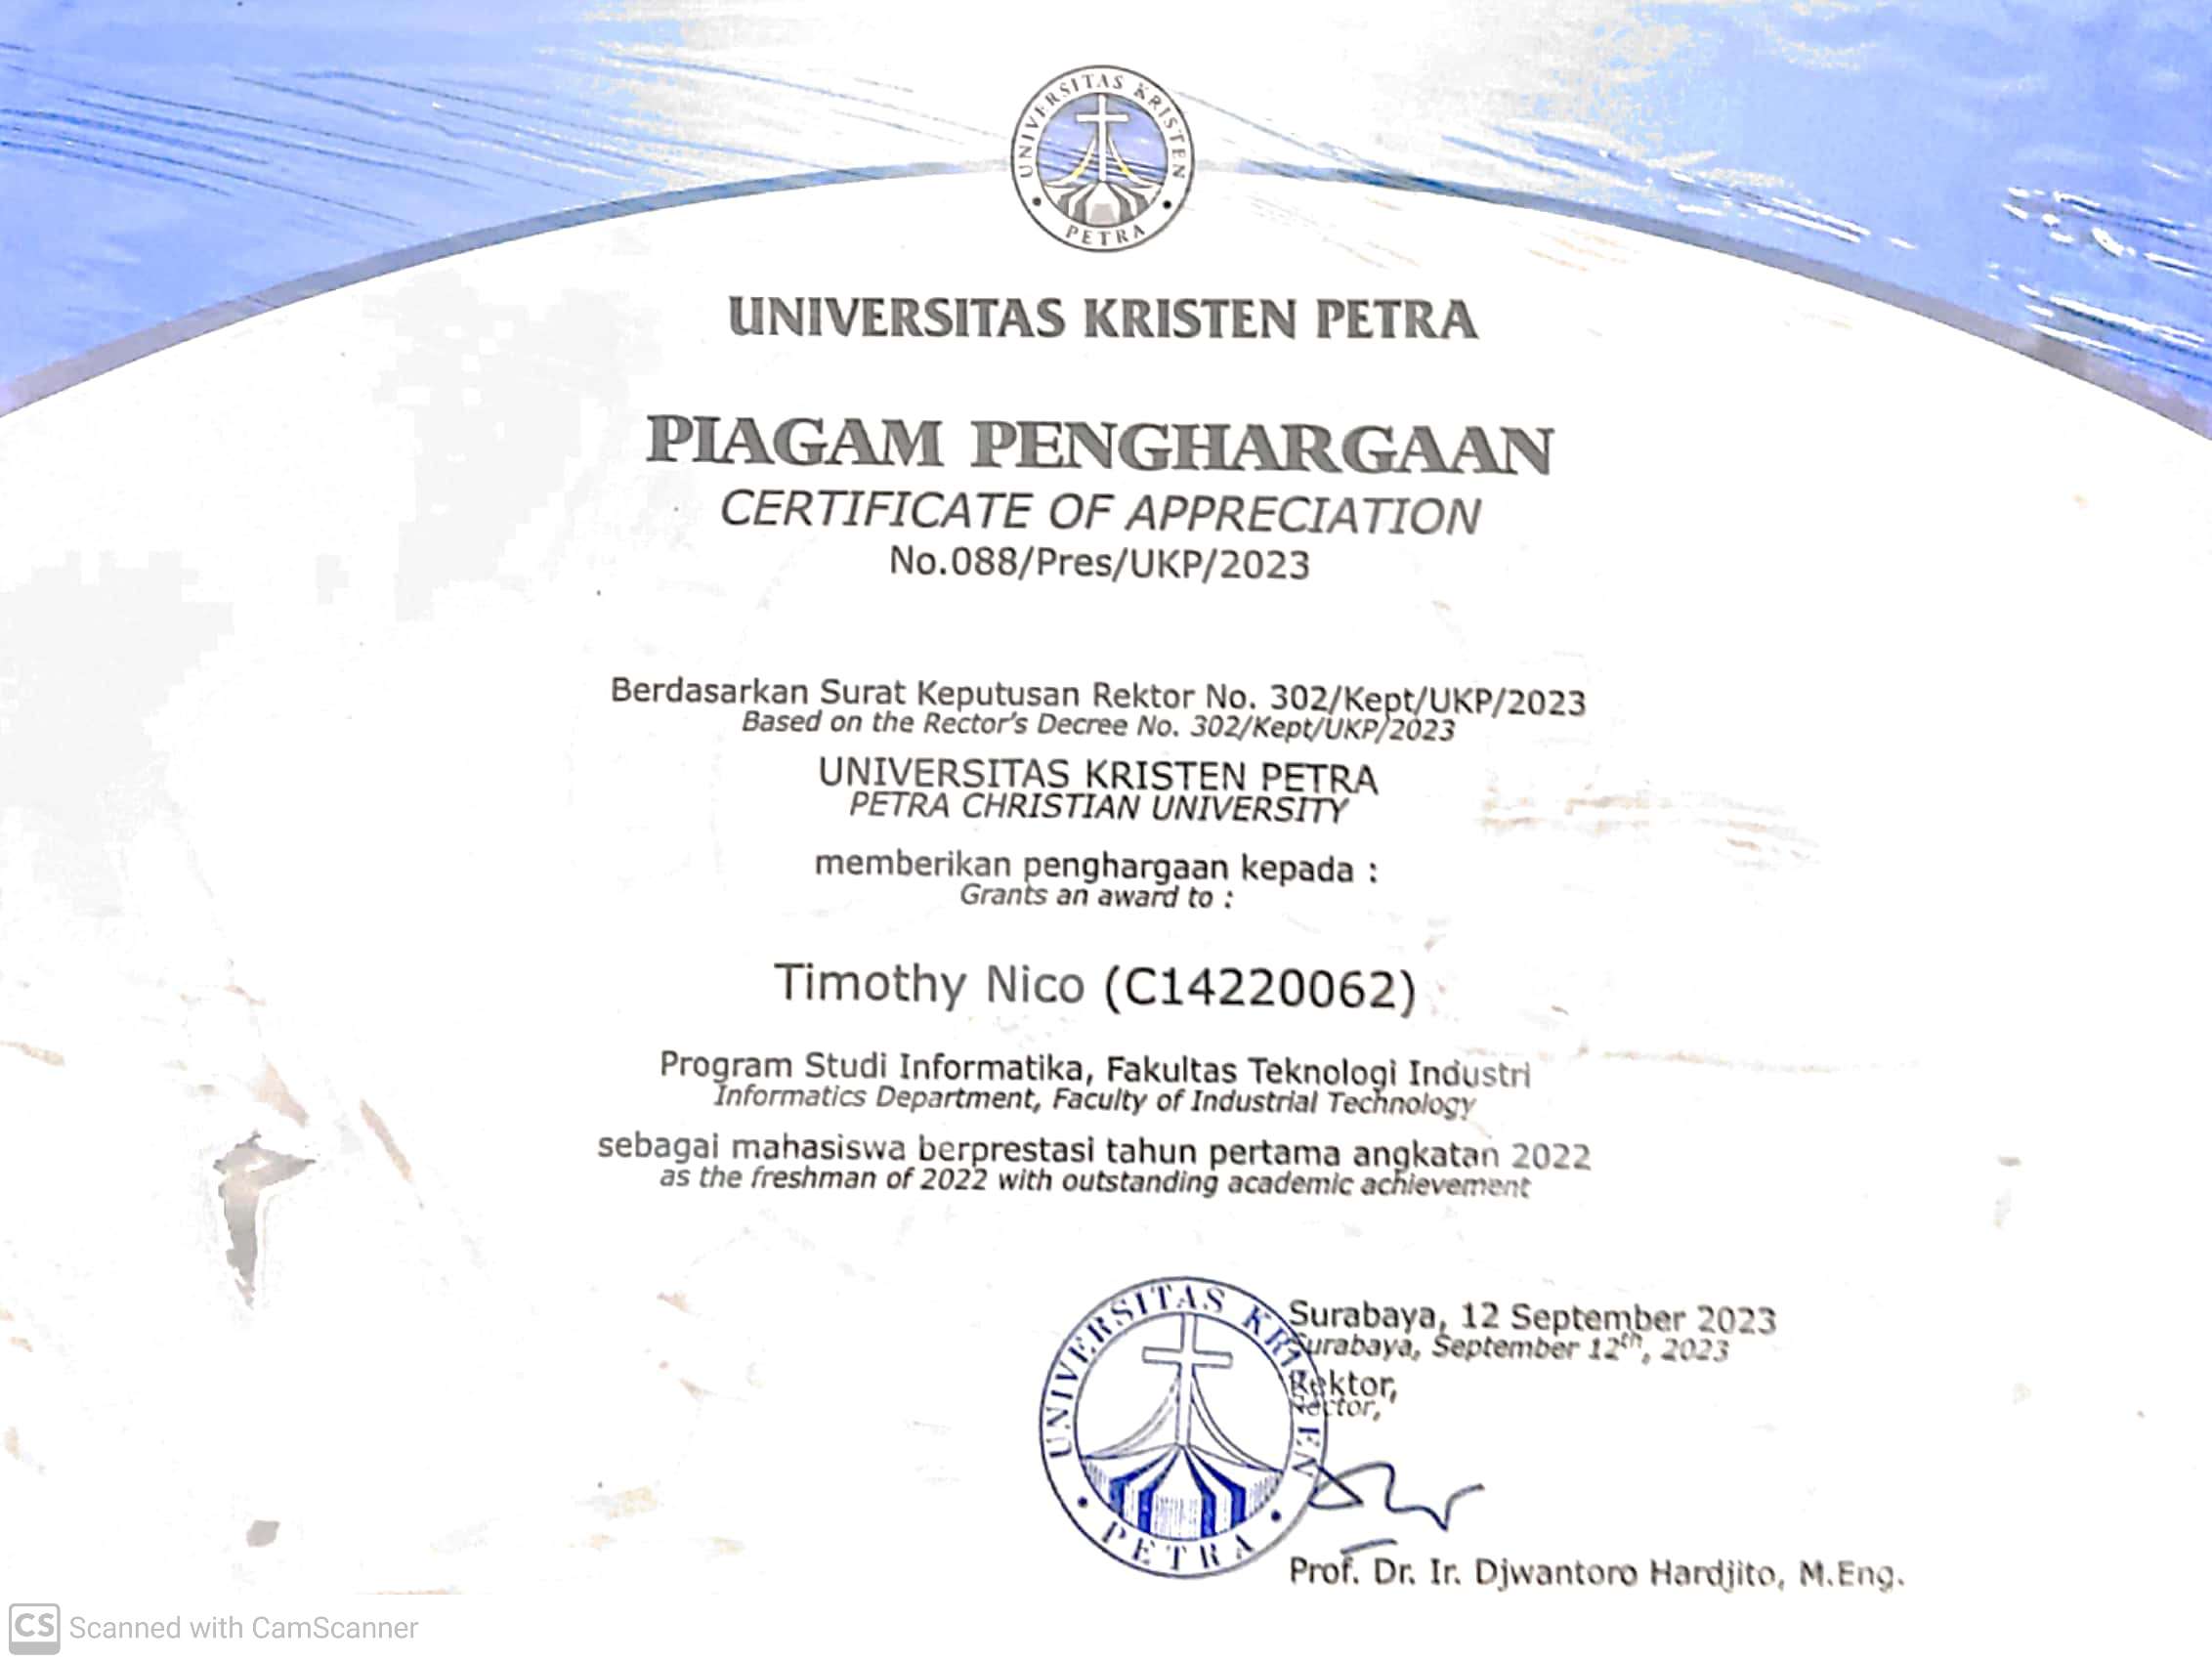 UNIVERSITAS KRISTEN
PETRA
UNIVERSITAS KRISTEN PETRA
PIAGAM PENGHARGAAN
CERTIFICATE OF APPRECIATION
No.088/Pres/UKP/2023
Berdasarkan Surat Keputusan Rektor No. 302/Kept/UKP/2023
Based on the Rector's Decree No. 302/Kept/UKP/2023
UNIVERSITAS KRISTEN PETRA
PETRA CHRISTIAN UNIVERSITY
memberikan penghargaan kepada :
Grants an award to :
Timothy Nico (C14220062)
Program Studi Informatika, Fakultas Teknologi Industri
Informatics Department, Faculty of Industrial Technology
sebagai mahasiswa berprestasi tahun pertama angkatan 2022
as the freshman of 2022 with outstanding academic achievement
Surabaya, 12 September 2023
Surabaya, September 12th, 2023
Rektor,
Rector,
UNIVERSITAS KRISTEN
PETRA
Prof. Dr. Ir. Djwantoro Hardjito, M.Eng.
CS Scanned with CamScanner